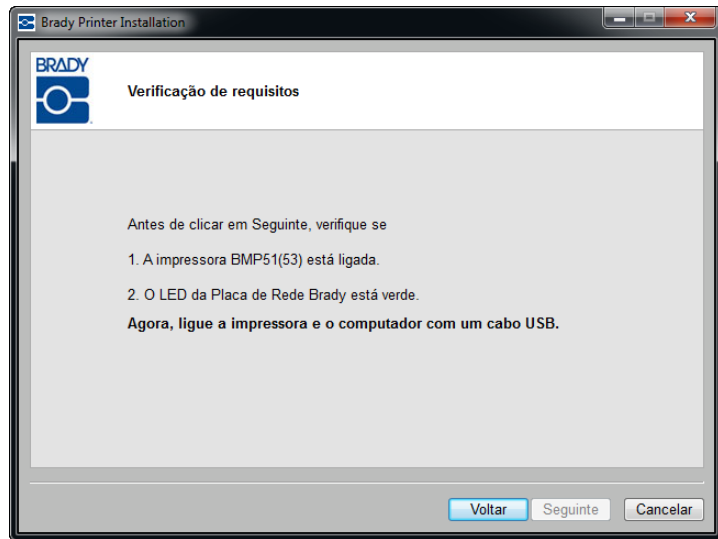 Brady Printer Installation
BRADY
Verificação de requisitos
Antes de clicar em Seguinte, verifique se
1. A impressora BMP51(53) está ligada.
2. O LED da Placa de Rede Brady está verde.
Agora, ligue a impressora e o computador com um cabo USB.
Voltar
Seguinte
Cancelar